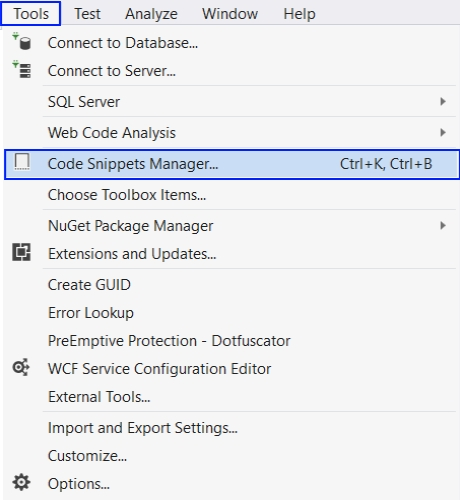 Tools Test Analyze Window Help
Connect to Database...
Connect to Server...
SQL Server
Web Code Analysis
Code Snippets Manager... Ctrl+K, Ctrl+B
Choose Toolbox Items...
NuGet Package Manager
Extensions and Updates...
Create GUID
Error Lookup
PreEmptive Protection - Dotfuscator
WCF Service Configuration Editor
External Tools...
Import and Export Settings...
Customize...
Options...